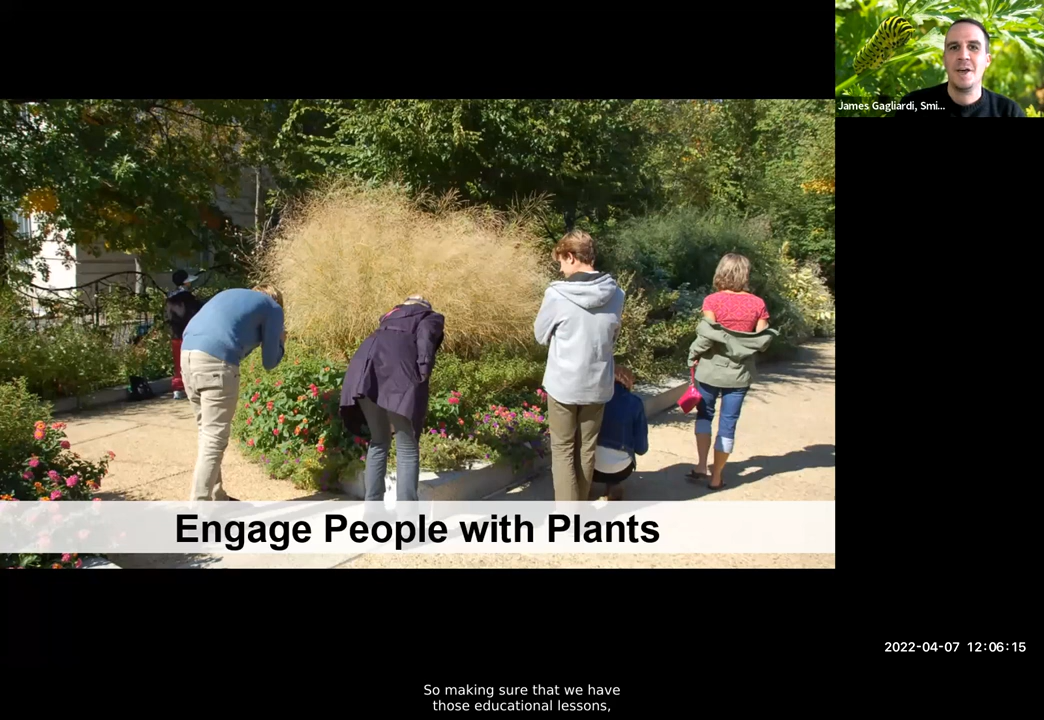 James Gagliardi, Smi...
Engage People with Plants
2022-04-07 12:06:15
So making sure that we have
those educational lessons,